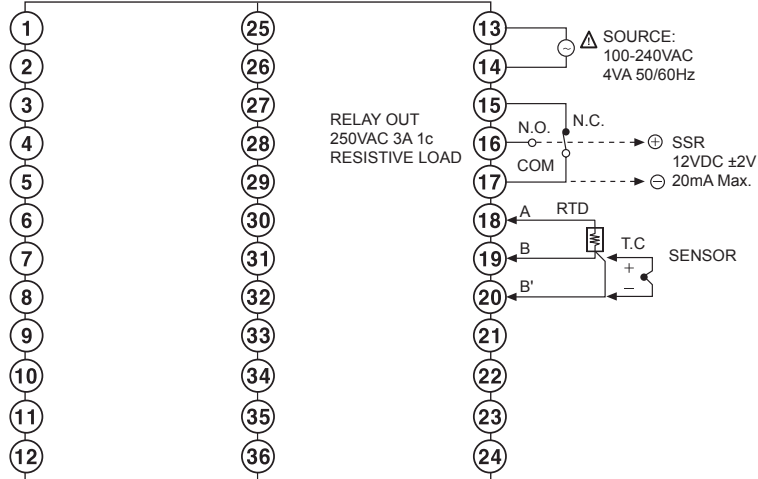 1 25 13
2 26 14
3 27 15
4 28 16
5 29 17
6 30 18
7 31 19
8 32 20
9 33 21
10 34 22
11 35 23
12 36 24
~
⚠ SOURCE:
100-240VAC
4VA 50/60Hz
RELAY OUT
250VAC 3A 1c
RESISTIVE LOAD
N.O.
N.C.
COM
+ SSR
12VDC ±2V
− 20mA Max.
A RTD
B
B'
T.C
+
−
SENSOR